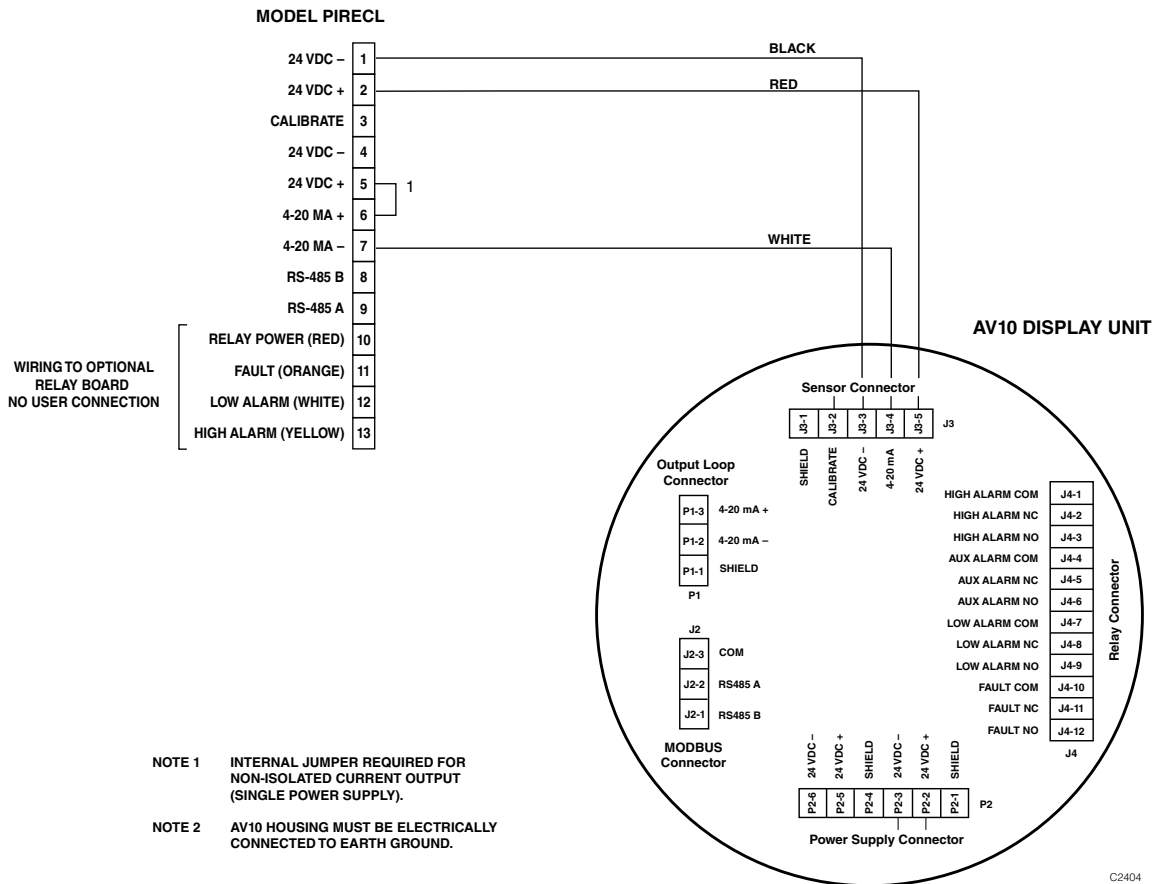 MODEL PIRECL
24 VDC – 1
24 VDC + 2
CALIBRATE 3
24 VDC – 4
24 VDC + 5
4-20 MA + 6
4-20 MA – 7
RS-485 B 8
RS-485 A 9
RELAY POWER (RED) 10
FAULT (ORANGE) 11
LOW ALARM (WHITE) 12
HIGH ALARM (YELLOW) 13
1
WIRING TO OPTIONAL
RELAY BOARD
NO USER CONNECTION
BLACK
RED
WHITE
AV10 DISPLAY UNIT
Sensor Connector
J3-1
J3-2
J3-3
J3-4
J3-5
J3
SHIELD
CALIBRATE
24 VDC –
4-20 mA
24 VDC +
Output Loop
Connector
P1-3 4-20 mA +
P1-2 4-20 mA –
P1-1 SHIELD
P1
J2
J2-3 COM
J2-2 RS485 A
J2-1 RS485 B
MODBUS
Connector
HIGH ALARM COM J4-1
HIGH ALARM NC J4-2
HIGH ALARM NO J4-3
AUX ALARM COM J4-4
AUX ALARM NC J4-5
AUX ALARM NO J4-6
LOW ALARM COM J4-7
LOW ALARM NC J4-8
LOW ALARM NO J4-9
FAULT COM J4-10
FAULT NC J4-11
FAULT NO J4-12
J4
Relay Connector
24 VDC –
24 VDC +
SHIELD
24 VDC –
24 VDC +
SHIELD
P2-6
P2-5
P2-4
P2-3
P2-2
P2-1
P2
Power Supply Connector
NOTE 1 INTERNAL JUMPER REQUIRED FOR
NON-ISOLATED CURRENT OUTPUT
(SINGLE POWER SUPPLY).
NOTE 2 AV10 HOUSING MUST BE ELECTRICALLY
CONNECTED TO EARTH GROUND.
C2404